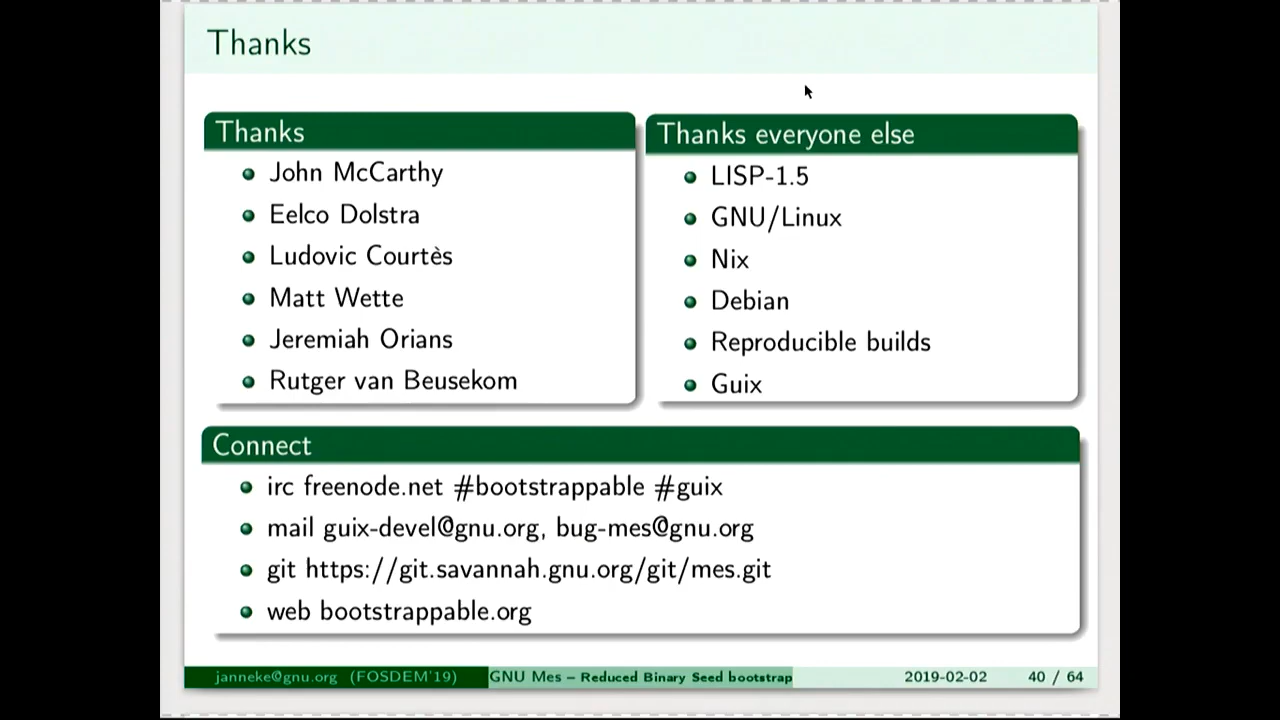 Thanks
Thanks
John McCarthy
Eelco Dolstra
Ludovic Courtès
Matt Wette
Jeremiah Orians
Rutger van Beusekom
Thanks everyone else
LISP-1.5
GNU/Linux
Nix
Debian
Reproducible builds
Guix
Connect
irc freenode.net #bootstrappable #guix
mail guix-devel@gnu.org, bug-mes@gnu.org
git https://git.savannah.gnu.org/git/mes.git
web bootstrappable.org
janneke@gnu.org (FOSDEM'19) GNU Mes – Reduced Binary Seed bootstrap 2019-02-02 40 / 64